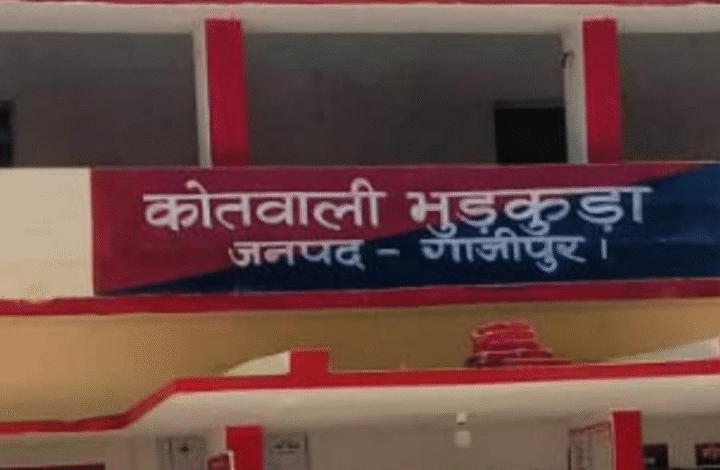 कोतवाली भुड़कुड़ा
जनपद - गाजीपुर ।